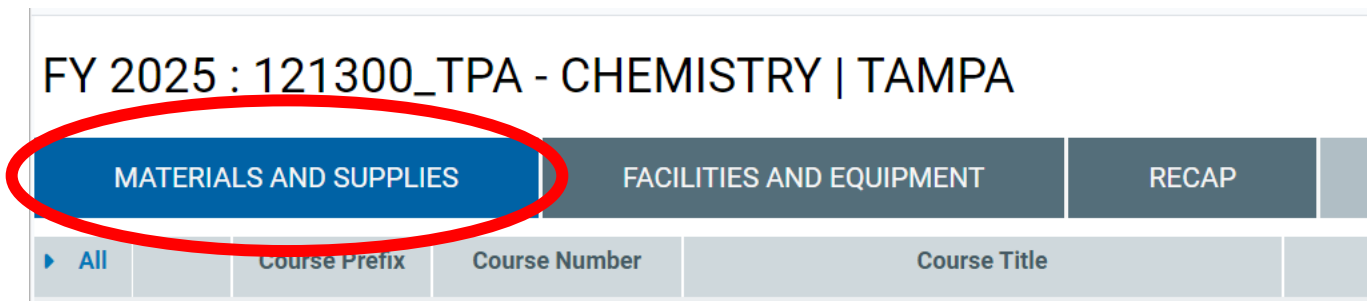 FY 2025 : 121300_TPA - CHEMISTRY | TAMPA
MATERIALS AND SUPPLIES FACILITIES AND EQUIPMENT RECAP
All Course Prefix Course Number Course Title